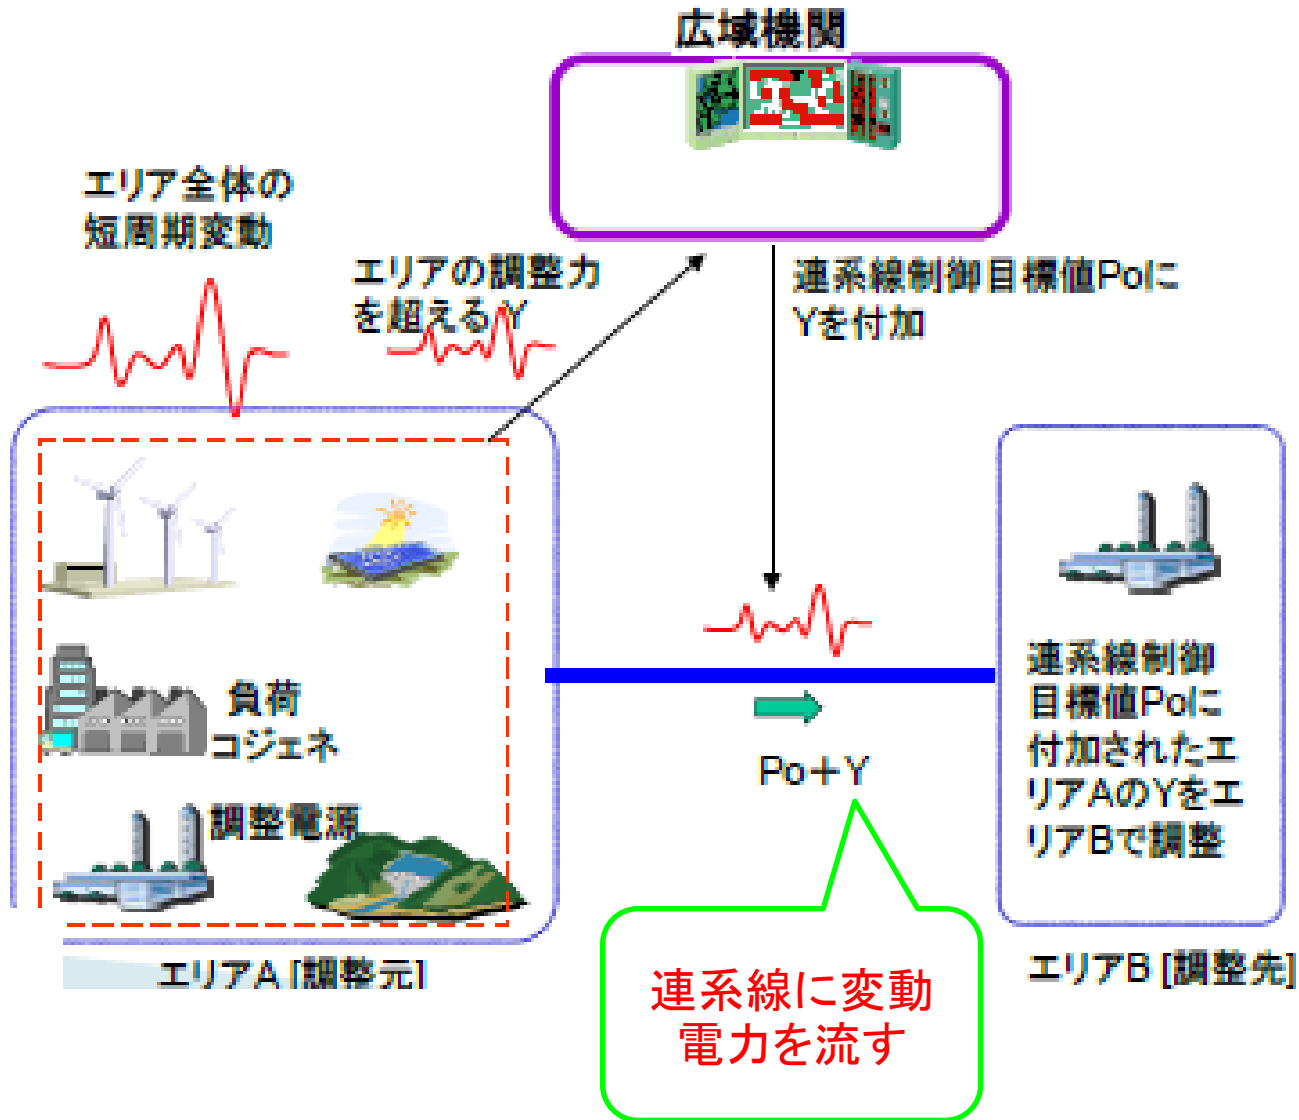 広域機関
エリア全体の
短周期変動
エリアの調整力
を超えるY
連系線制御目標値Poに
Yを付加
負荷
コジェネ
調整電源
Po＋Y
連系線制御
目標値Poに
付加されたエ
リアAのYをエ
リアBで調整
エリアA [調整元]
エリアB [調整先]
連系線に変動
電力を流す